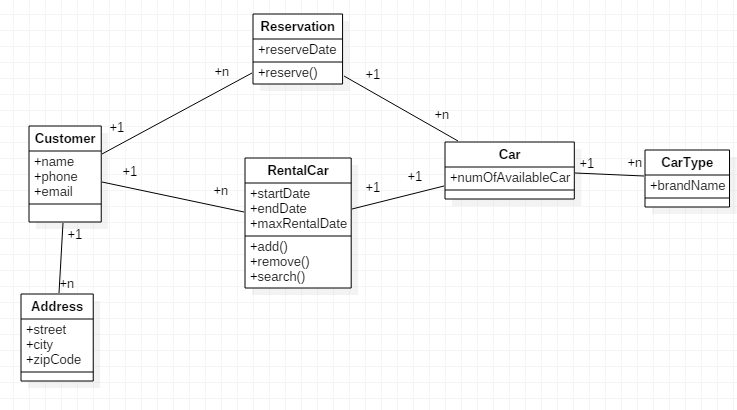 Reservation
+reserveDate
+reserve()
+n
+1
+n
+1
Customer
+name
+phone
+email
+1
+n
RentalCar
+startDate
+endDate
+maxRentalDate
+add()
+remove()
+search()
+1
+1
Car
+numOfAvailableCar
+1
+n
CarType
+brandName
+1
+n
Address
+street
+city
+zipCode